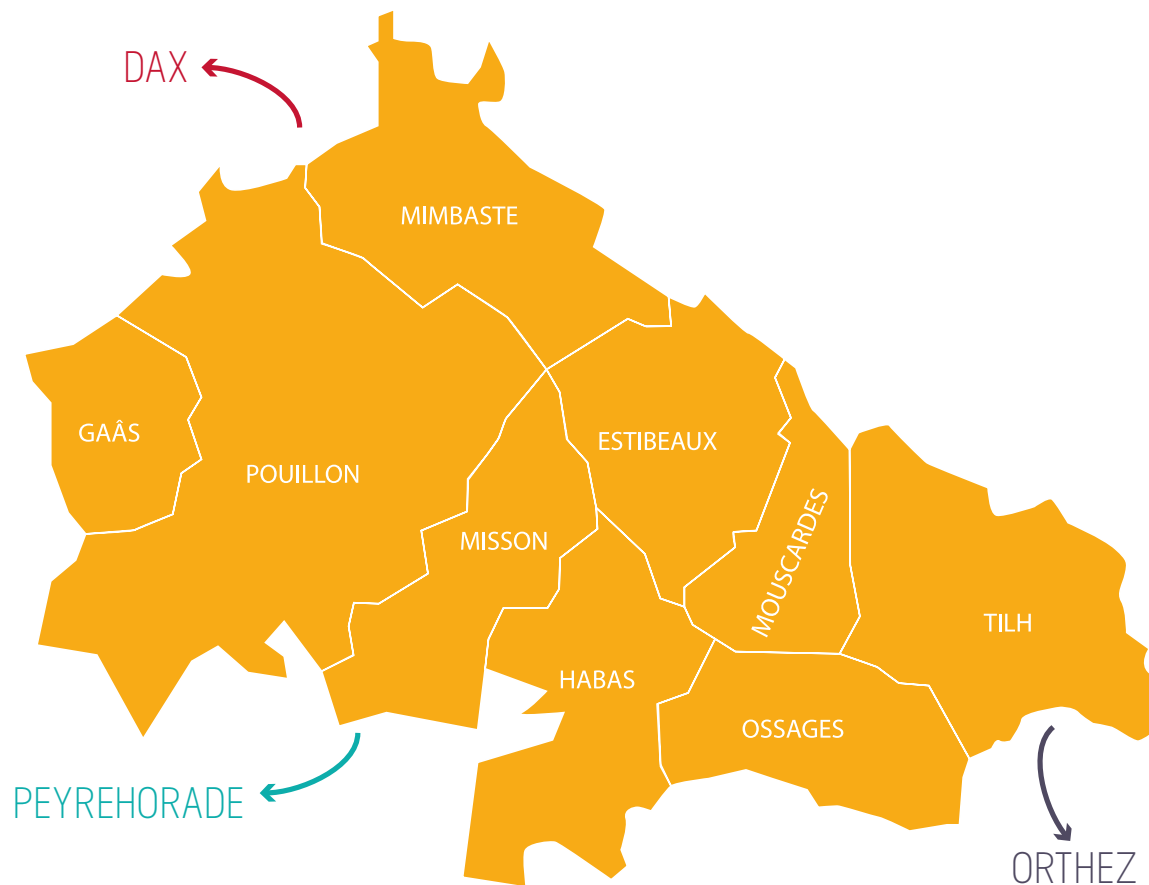 DAX
MIMBASTE
GAÂS
ESTIBEAUX
POUILLON
MISSON
MOUSCARDES
TILH
HABAS
OSSAGES
PEYREHORADE
ORTHEZ